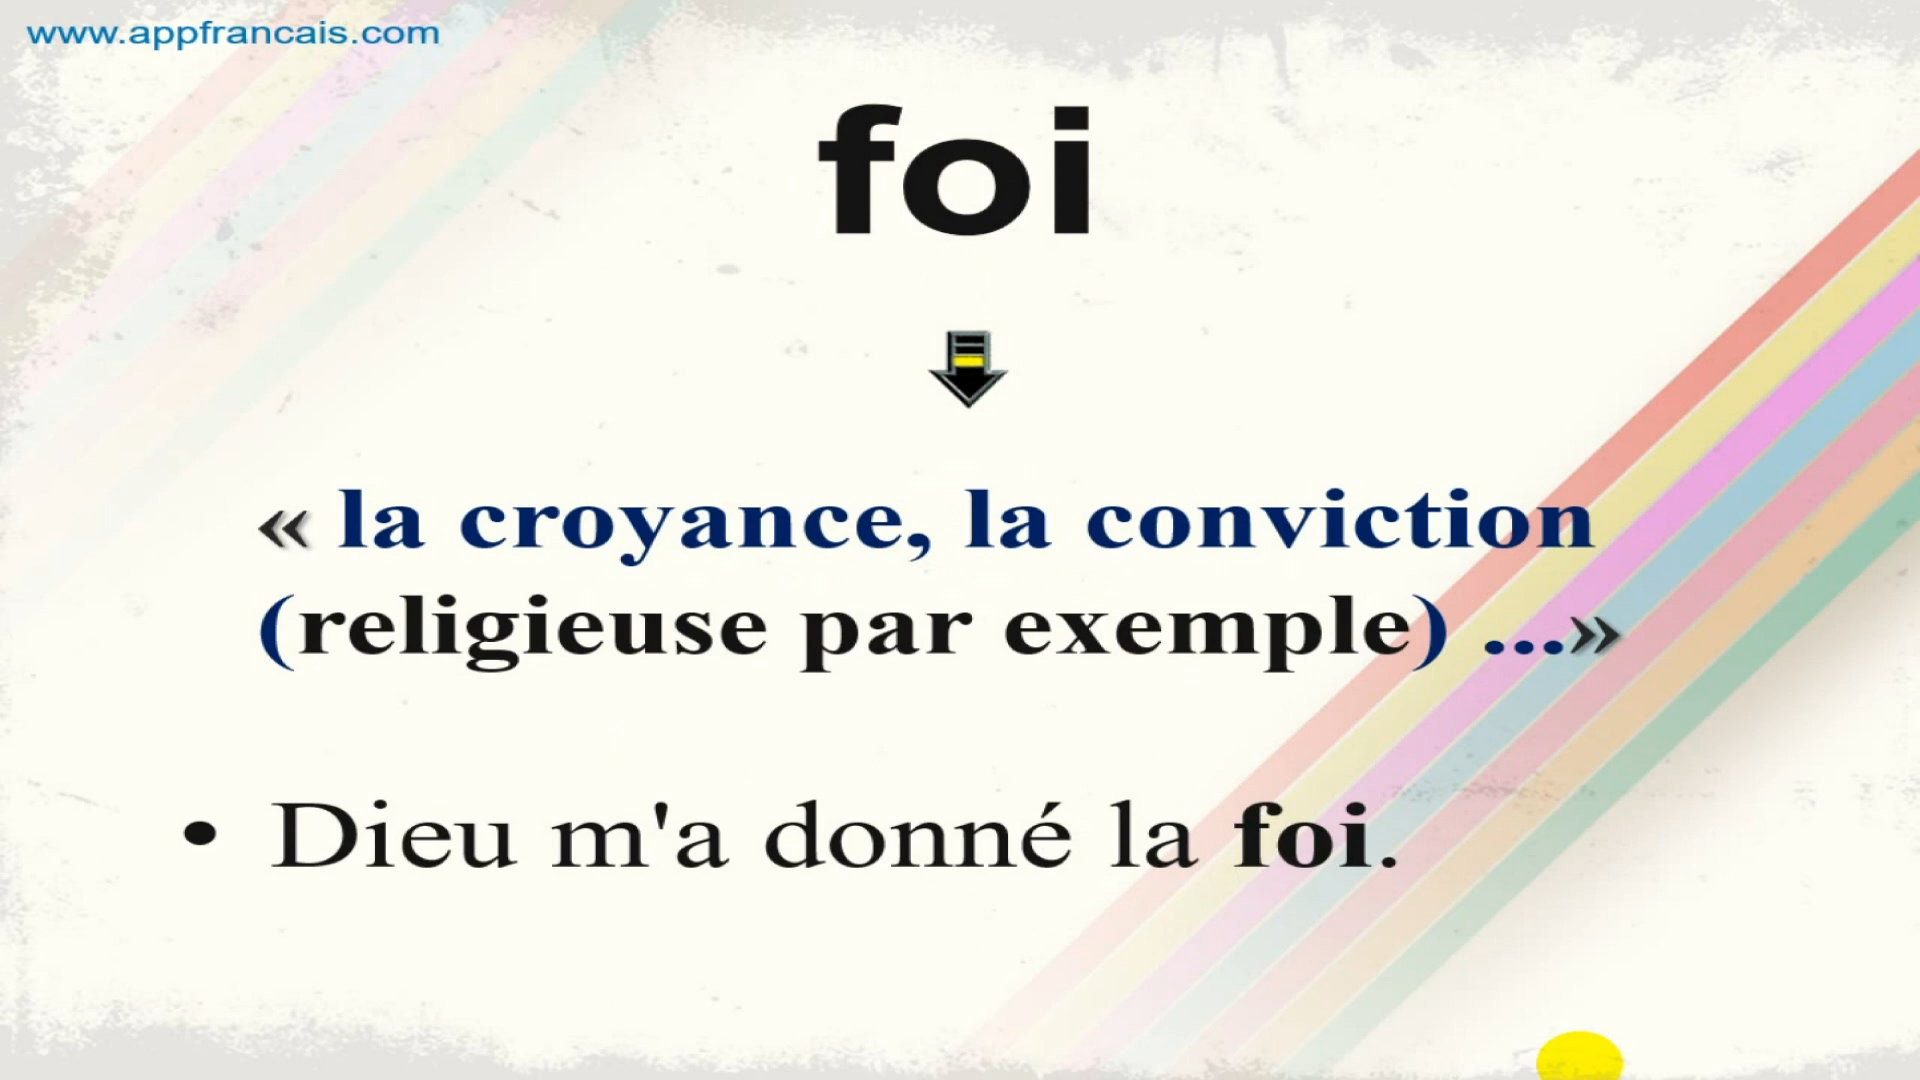 www.appfrancais.com
foi
« la croyance, la conviction
(religieuse par exemple) ...»
• Dieu m'a donné la foi.